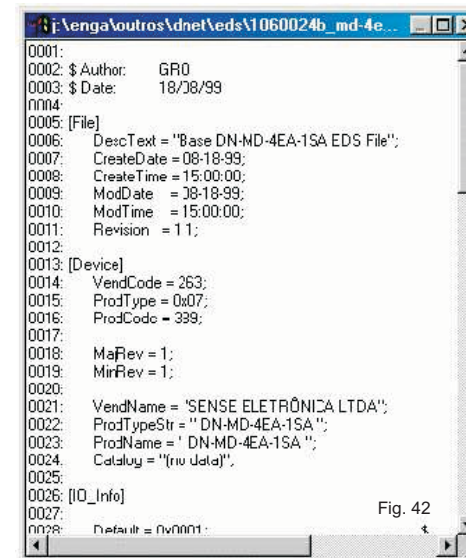 j:\enga\outros\dnet\eds\1060024b_md-4e...
0001:
0002: $ Author: GRO
0003: $ Date: 18/08/99
0004:
0005: [File]
0006: DescText = "Base DN-MD-4EA-1SA EDS File";
0007: CreateDate = 08-18-99;
0008: CreateTime = 15:00:00;
0009: ModDate = 08-18-99;
0010: ModTime = 15:00:00;
0011: Revision = 1.1;
0012:
0013: [Device]
0014: VendCode = 263;
0015: ProdType = 0x07;
0016: ProdCode = 339;
0017:
0018: MajRev = 1;
0019: MinRev = 1;
0020:
0021: VendName = "SENSE ELETRÔNICA LTDA";
0022: ProdTypeStr = " DN-MD-4EA-1SA ";
0023: ProdName = " DN-MD-4EA-1SA ";
0024: Catalog = "(no data)";
0025:
0026: [IO_Info]
0027:
0028: Default = 0x0001; $
Fig. 42